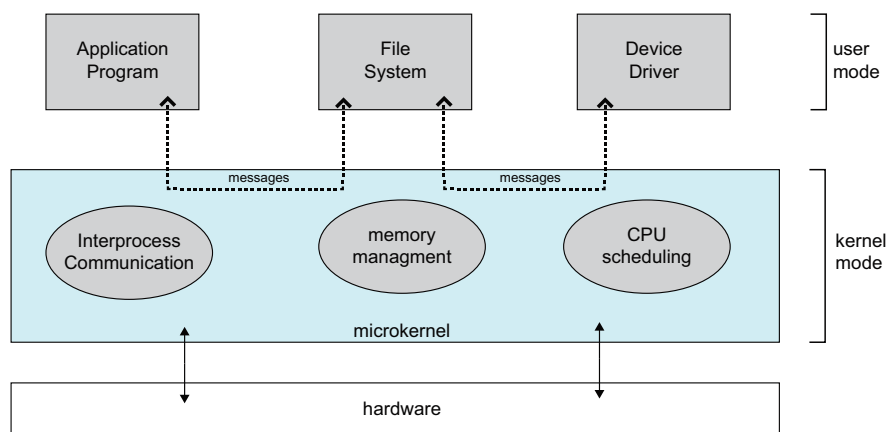 Application
Program
File
System
Device
Driver
user
mode
messages
messages
Interprocess
Communication
memory
managment
CPU
scheduling
kernel
mode
microkernel
hardware